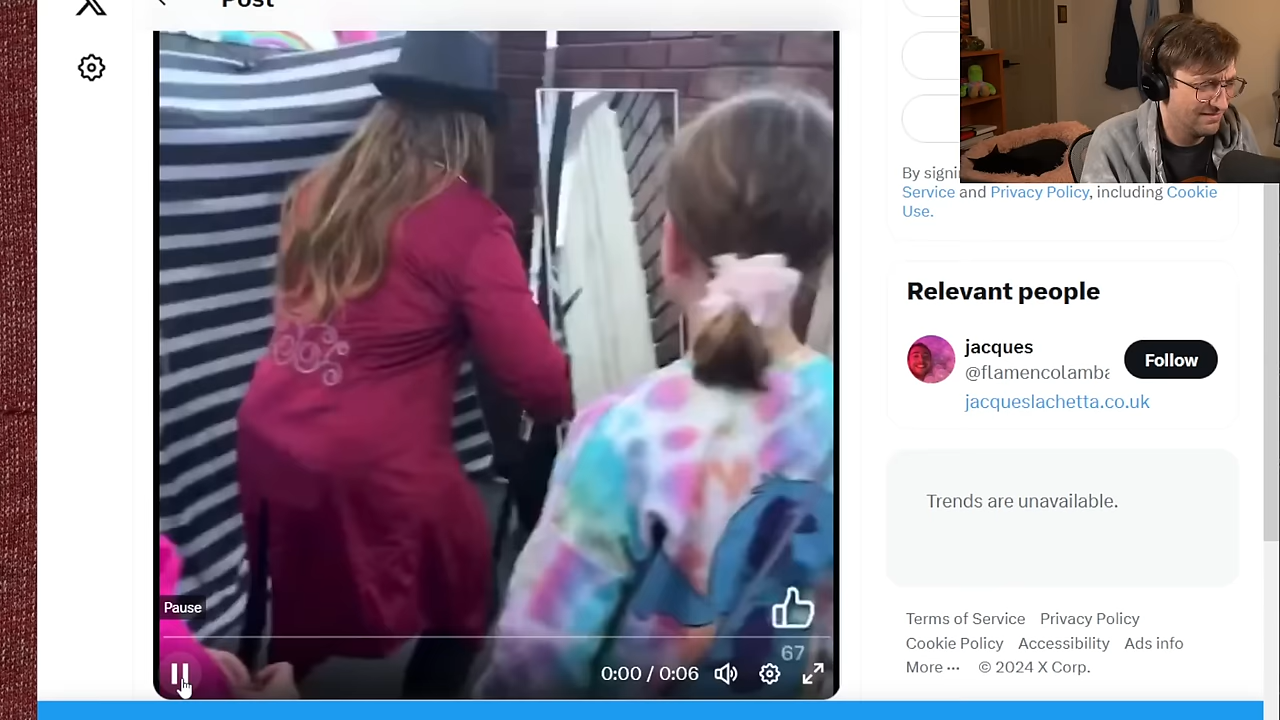 Post
By signi
Service and Privacy Policy, including Cookie
Use.
Relevant people
jacques
@flamencolamba
Follow
jacqueslachetta.co.uk
Trends are unavailable.
Terms of Service Privacy Policy
Cookie Policy Accessibility Ads info
More ··· © 2024 X Corp.
Pause
67
0:00 / 0:06